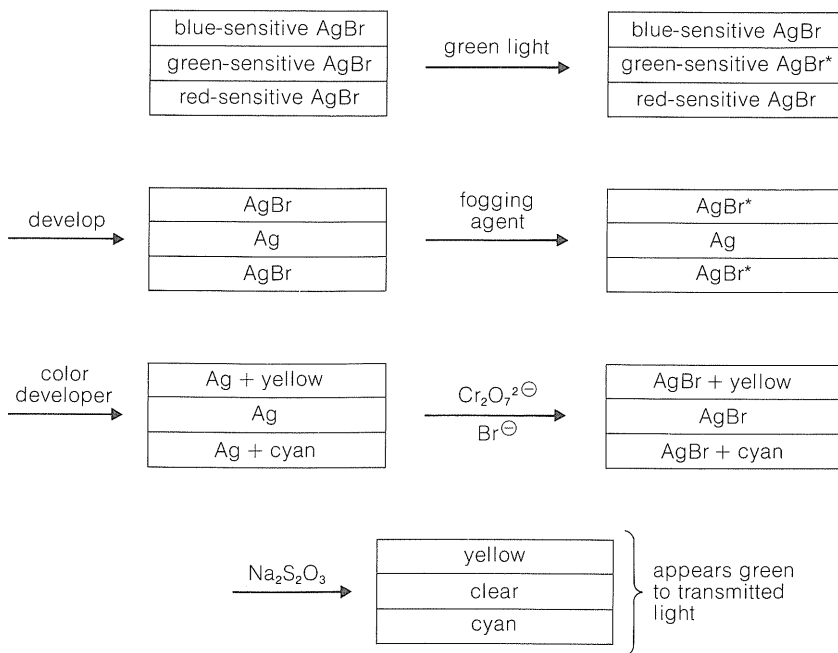 blue-sensitive AgBr
green-sensitive AgBr
red-sensitive AgBr
green light
blue-sensitive AgBr
green-sensitive AgBr*
red-sensitive AgBr
develop
AgBr
Ag
AgBr
fogging
agent
AgBr*
Ag
AgBr*
color
developer
Ag + yellow
Ag
Ag + cyan
Cr₂O₇²⊖
Br⊖
AgBr + yellow
AgBr
AgBr + cyan
Na₂S₂O₃
yellow
clear
cyan
appears green
to transmitted
light